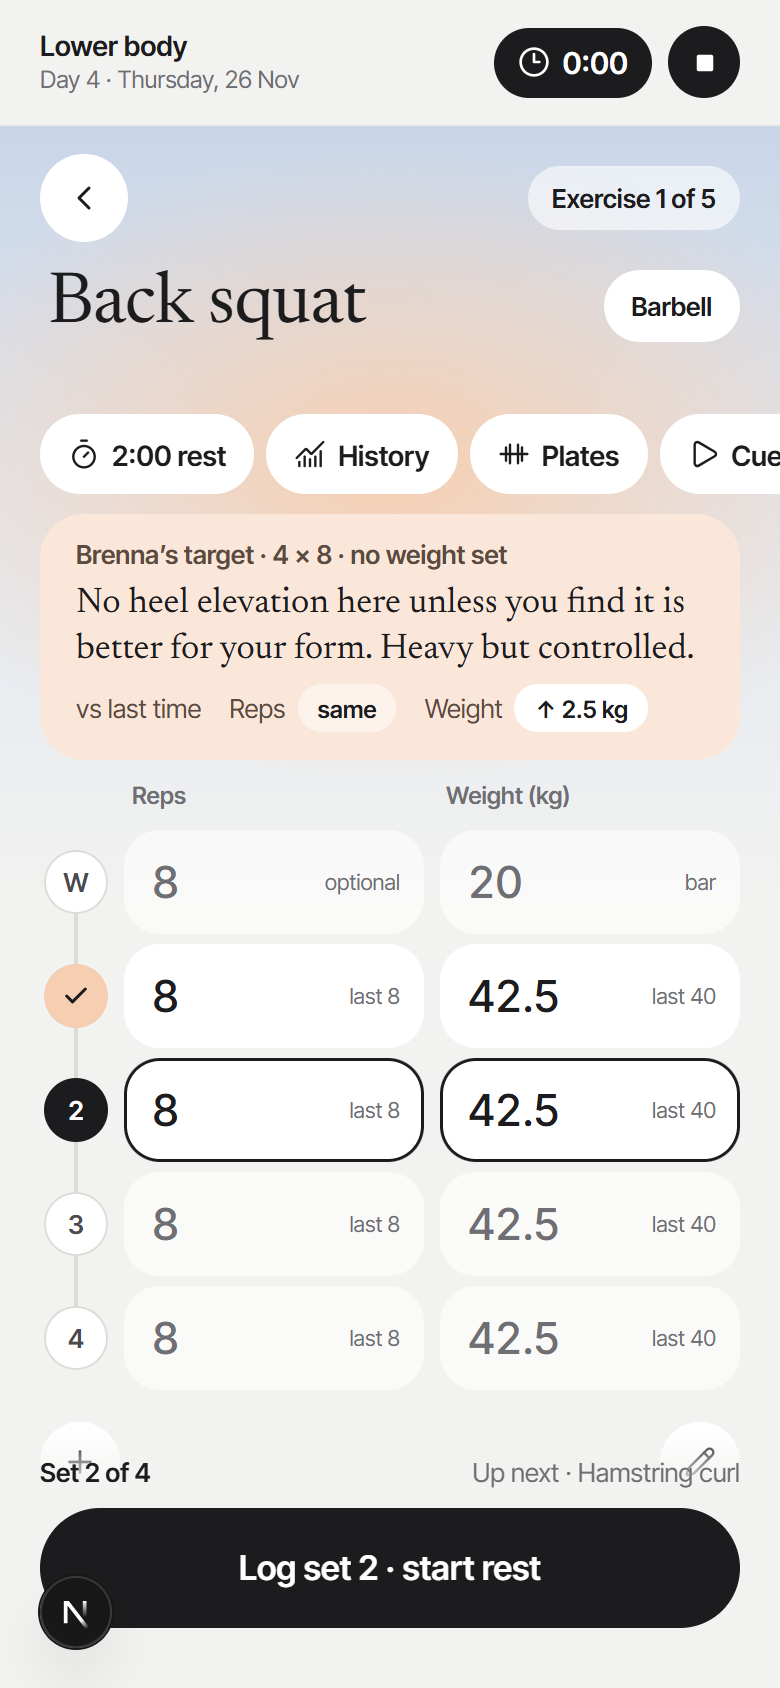 Lower body
Day 4 · Thursday, 26 Nov
0:00
Exercise 1 of 5
Back squat
Barbell
2:00 rest
History
Plates
Cue
Brenna’s target · 4 × 8 · no weight set
No heel elevation here unless you find it is
better for your form. Heavy but controlled.
vs last time Reps same Weight ↑ 2.5 kg
Reps Weight (kg)
W 8 optional 20 bar
8 last 8 42.5 last 40
2 8 last 8 42.5 last 40
3 8 last 8 42.5 last 40
4 8 last 8 42.5 last 40
Set 2 of 4
Up next · Hamstring curl
Log set 2 · start rest
N